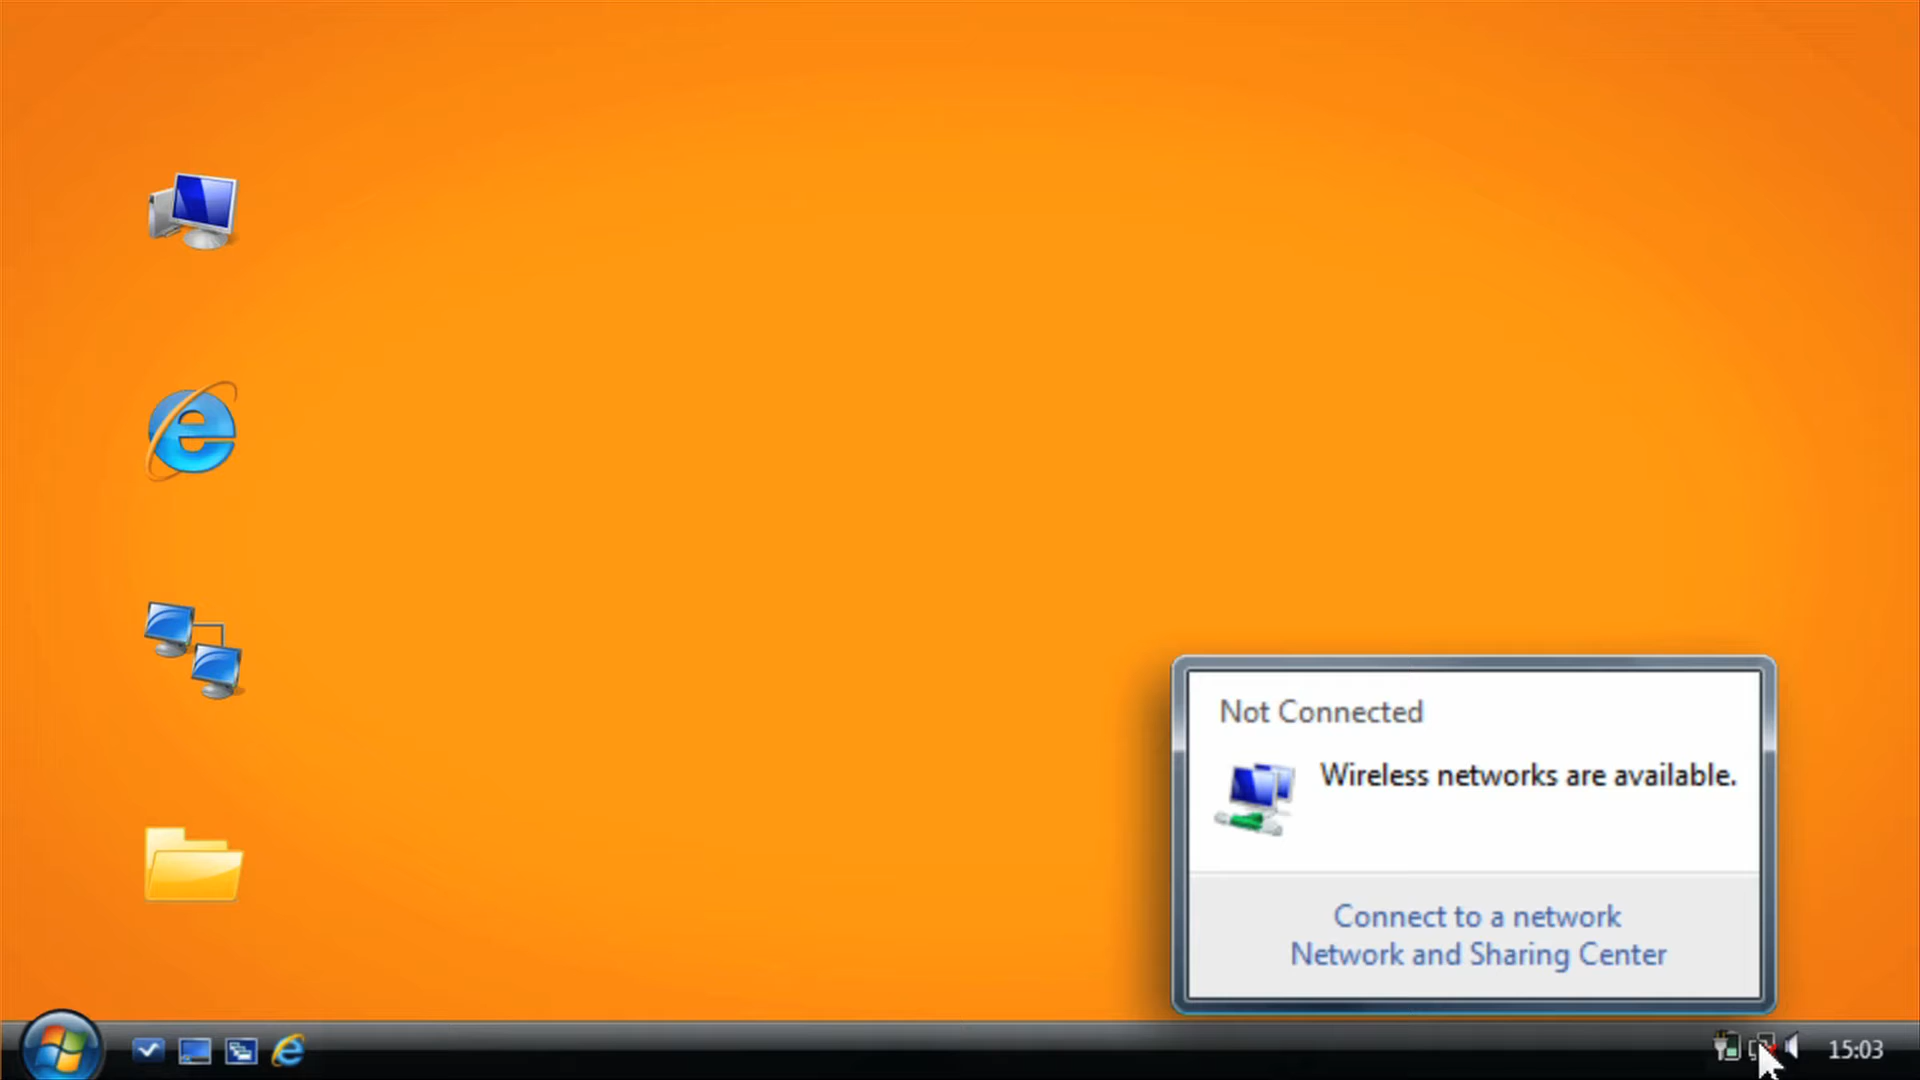 Not Connected
Wireless networks are available.
Connect to a network
Network and Sharing Center
15:03